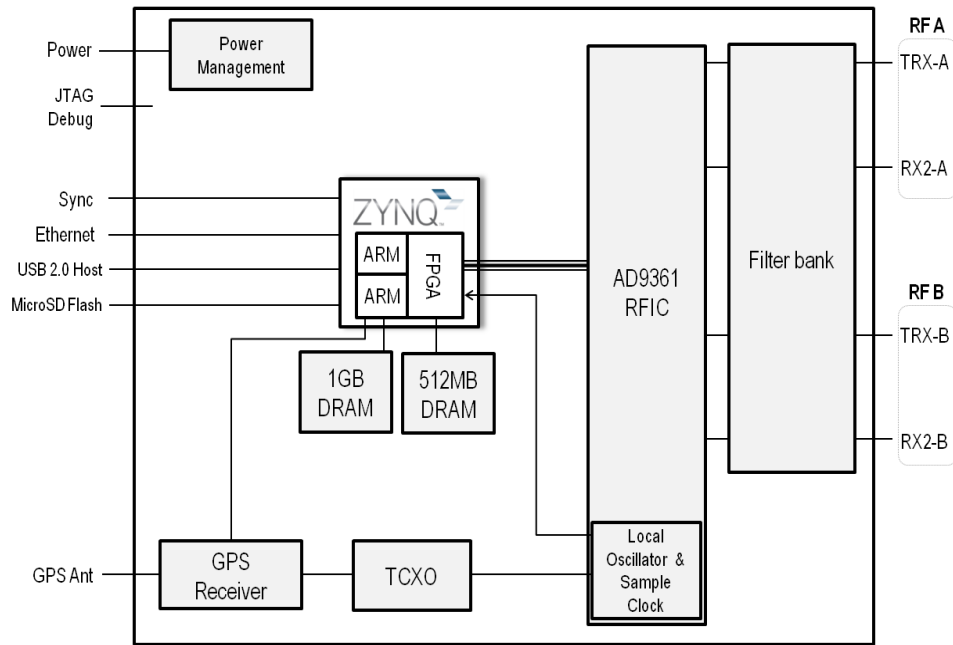 RF A
Power
Power
Management
TRX-A
JTAG
Debug
RX2-A
Sync
ZYNQ
Ethernet
ARM
FPGA
USB 2.0 Host
AD9361
RFIC
Filter bank
ARM
MicroSD Flash
RF B
TRX-B
1GB
DRAM
512MB
DRAM
RX2-B
GPS Ant
GPS
Receiver
TCXO
Local
Oscillator &
Sample
Clock